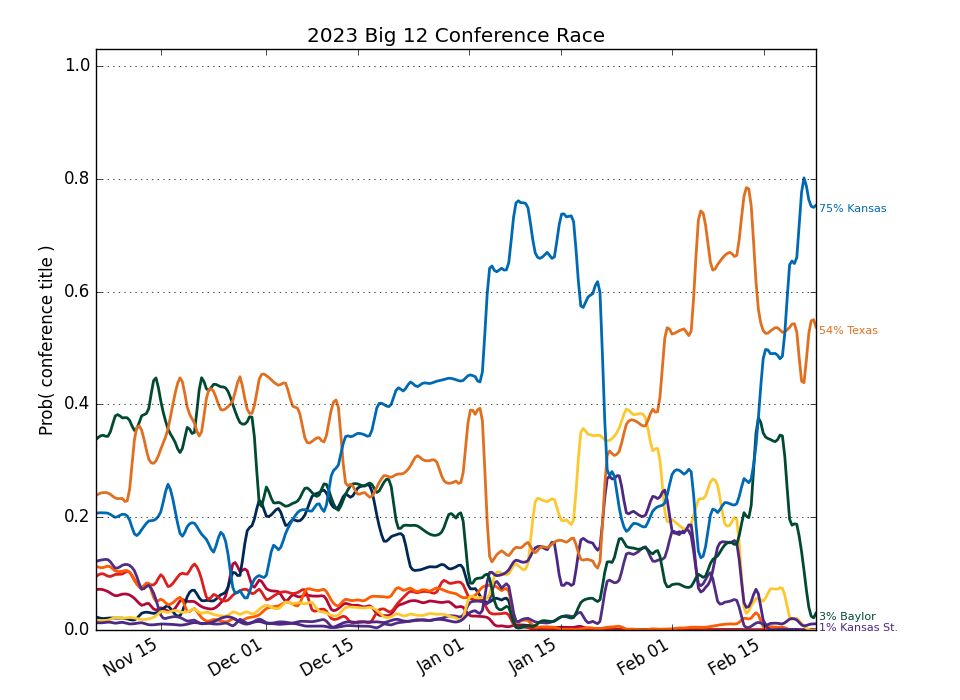 2023 Big 12 Conference Race
Prob( conference title )
1.0
0.8
0.6
0.4
0.2
0.0
75% Kansas
54% Texas
3% Baylor
1% Kansas St.
Nov 15
Dec 01
Dec 15
Jan 01
Jan 15
Feb 01
Feb 15